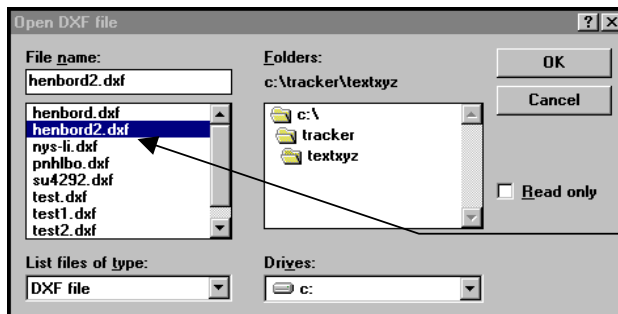 Open DXF file
File name:
henbord2.dxf
henbord.dxf
henbord2.dxf
nys-li.dxf
pnhlbo.dxf
su4292.dxf
test.dxf
test1.dxf
test2.dxf
List files of type:
DXF file
Folders:
c:\tracker\textxyz
c:\
tracker
textxyz
Drives:
c:
OK
Cancel
Read only